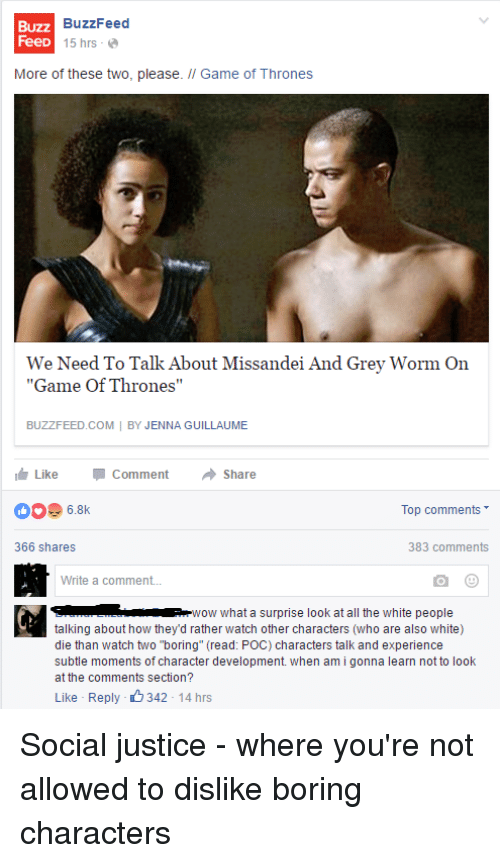 Buzz
FeeD
BuzzFeed
15 hrs ·
More of these two, please. // Game of Thrones
We Need To Talk About Missandei And Grey Worm On
"Game Of Thrones"
BUZZFEED.COM | BY JENNA GUILLAUME
Like Comment Share
6.8k Top comments
366 shares 383 comments
Write a comment...
wow what a surprise look at all the white people
talking about how they'd rather watch other characters (who are also white)
die than watch two "boring" (read: POC) characters talk and experience
subtle moments of character development. when am i gonna learn not to look
at the comments section?
Like · Reply · 342 · 14 hrs
Social justice - where you're not
allowed to dislike boring
characters